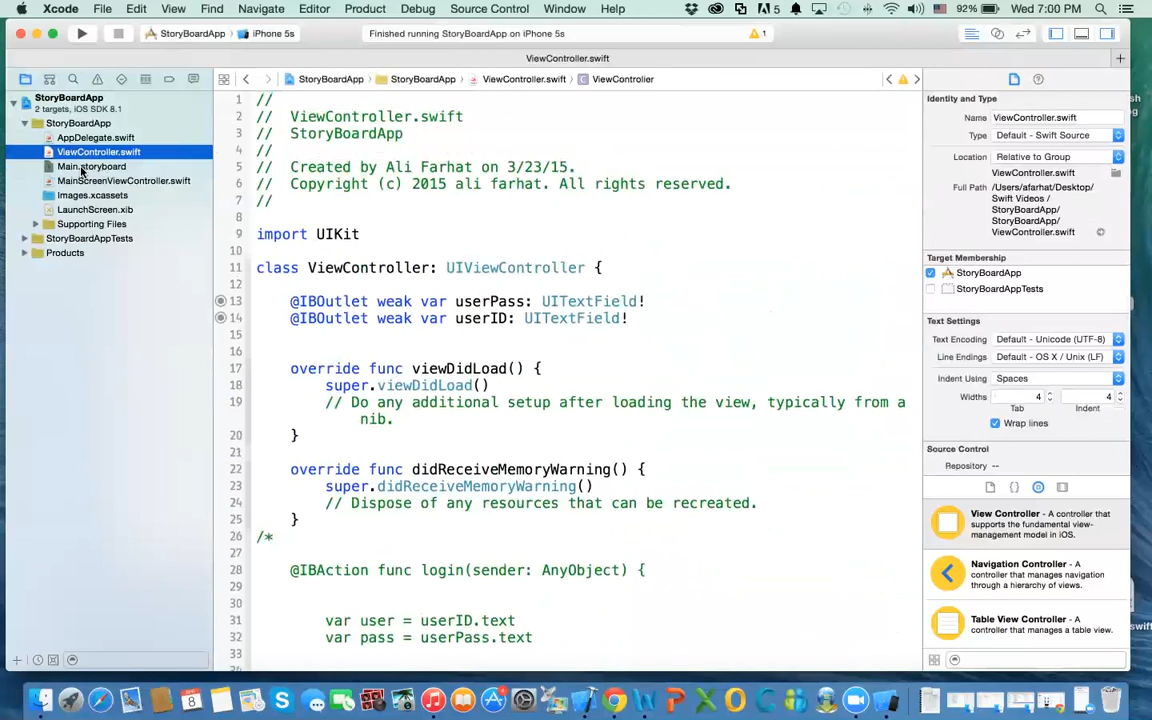 Xcode File Edit View Find Navigate Editor Product Debug Source Control Window Help 5 92% Wed 7:00 PM
StoryBoardApp iPhone 5s Finished running StoryBoardApp on iPhone 5s 1
ViewController.swift
StoryBoardApp StoryBoardApp ViewController.swift C ViewController
StoryBoardApp
2 targets, iOS SDK 8.1
StoryBoardApp
AppDelegate.swift
ViewController.swift
Main.storyboard
MainScreenViewController.swift
Images.xcassets
LaunchScreen.xib
Supporting Files
StoryBoardAppTests
Products
1 //
2 // ViewController.swift
3 // StoryBoardApp
4 //
5 // Created by Ali Farhat on 3/23/15.
6 // Copyright (c) 2015 ali farhat. All rights reserved.
7 //
8
9 import UIKit
10
11 class ViewController: UIViewController {
12
13 @IBOutlet weak var userPass: UITextField!
14 @IBOutlet weak var userID: UITextField!
15
16
17 override func viewDidLoad() {
18 super.viewDidLoad()
19 // Do any additional setup after loading the view, typically from a
nib.
20 }
21
22 override func didReceiveMemoryWarning() {
23 super.didReceiveMemoryWarning()
24 // Dispose of any resources that can be recreated.
25 }
26 /*
27
28 @IBAction func login(sender: AnyObject) {
29
30
31 var user = userID.text
32 var pass = userPass.text
33
Identity and Type
Name ViewController.swift
Type Default - Swift Source
Location Relative to Group
ViewController.swift
Full Path /Users/afarhat/Desktop/
Swift Videos /
StoryBoardApp/
StoryBoardApp/
ViewController.swift
Target Membership
StoryBoardApp
StoryBoardAppTests
Text Settings
Text Encoding Default - Unicode (UTF-8)
Line Endings Default - OS X / Unix (LF)
Indent Using Spaces
Widths 4 4
Tab Indent
Wrap lines
Source Control
Repository --
View Controller - A controller that
supports the fundamental view-
management model in iOS.
Navigation Controller - A
controller that manages navigation
through a hierarchy of views.
Table View Controller - A
controller that manages a table view.